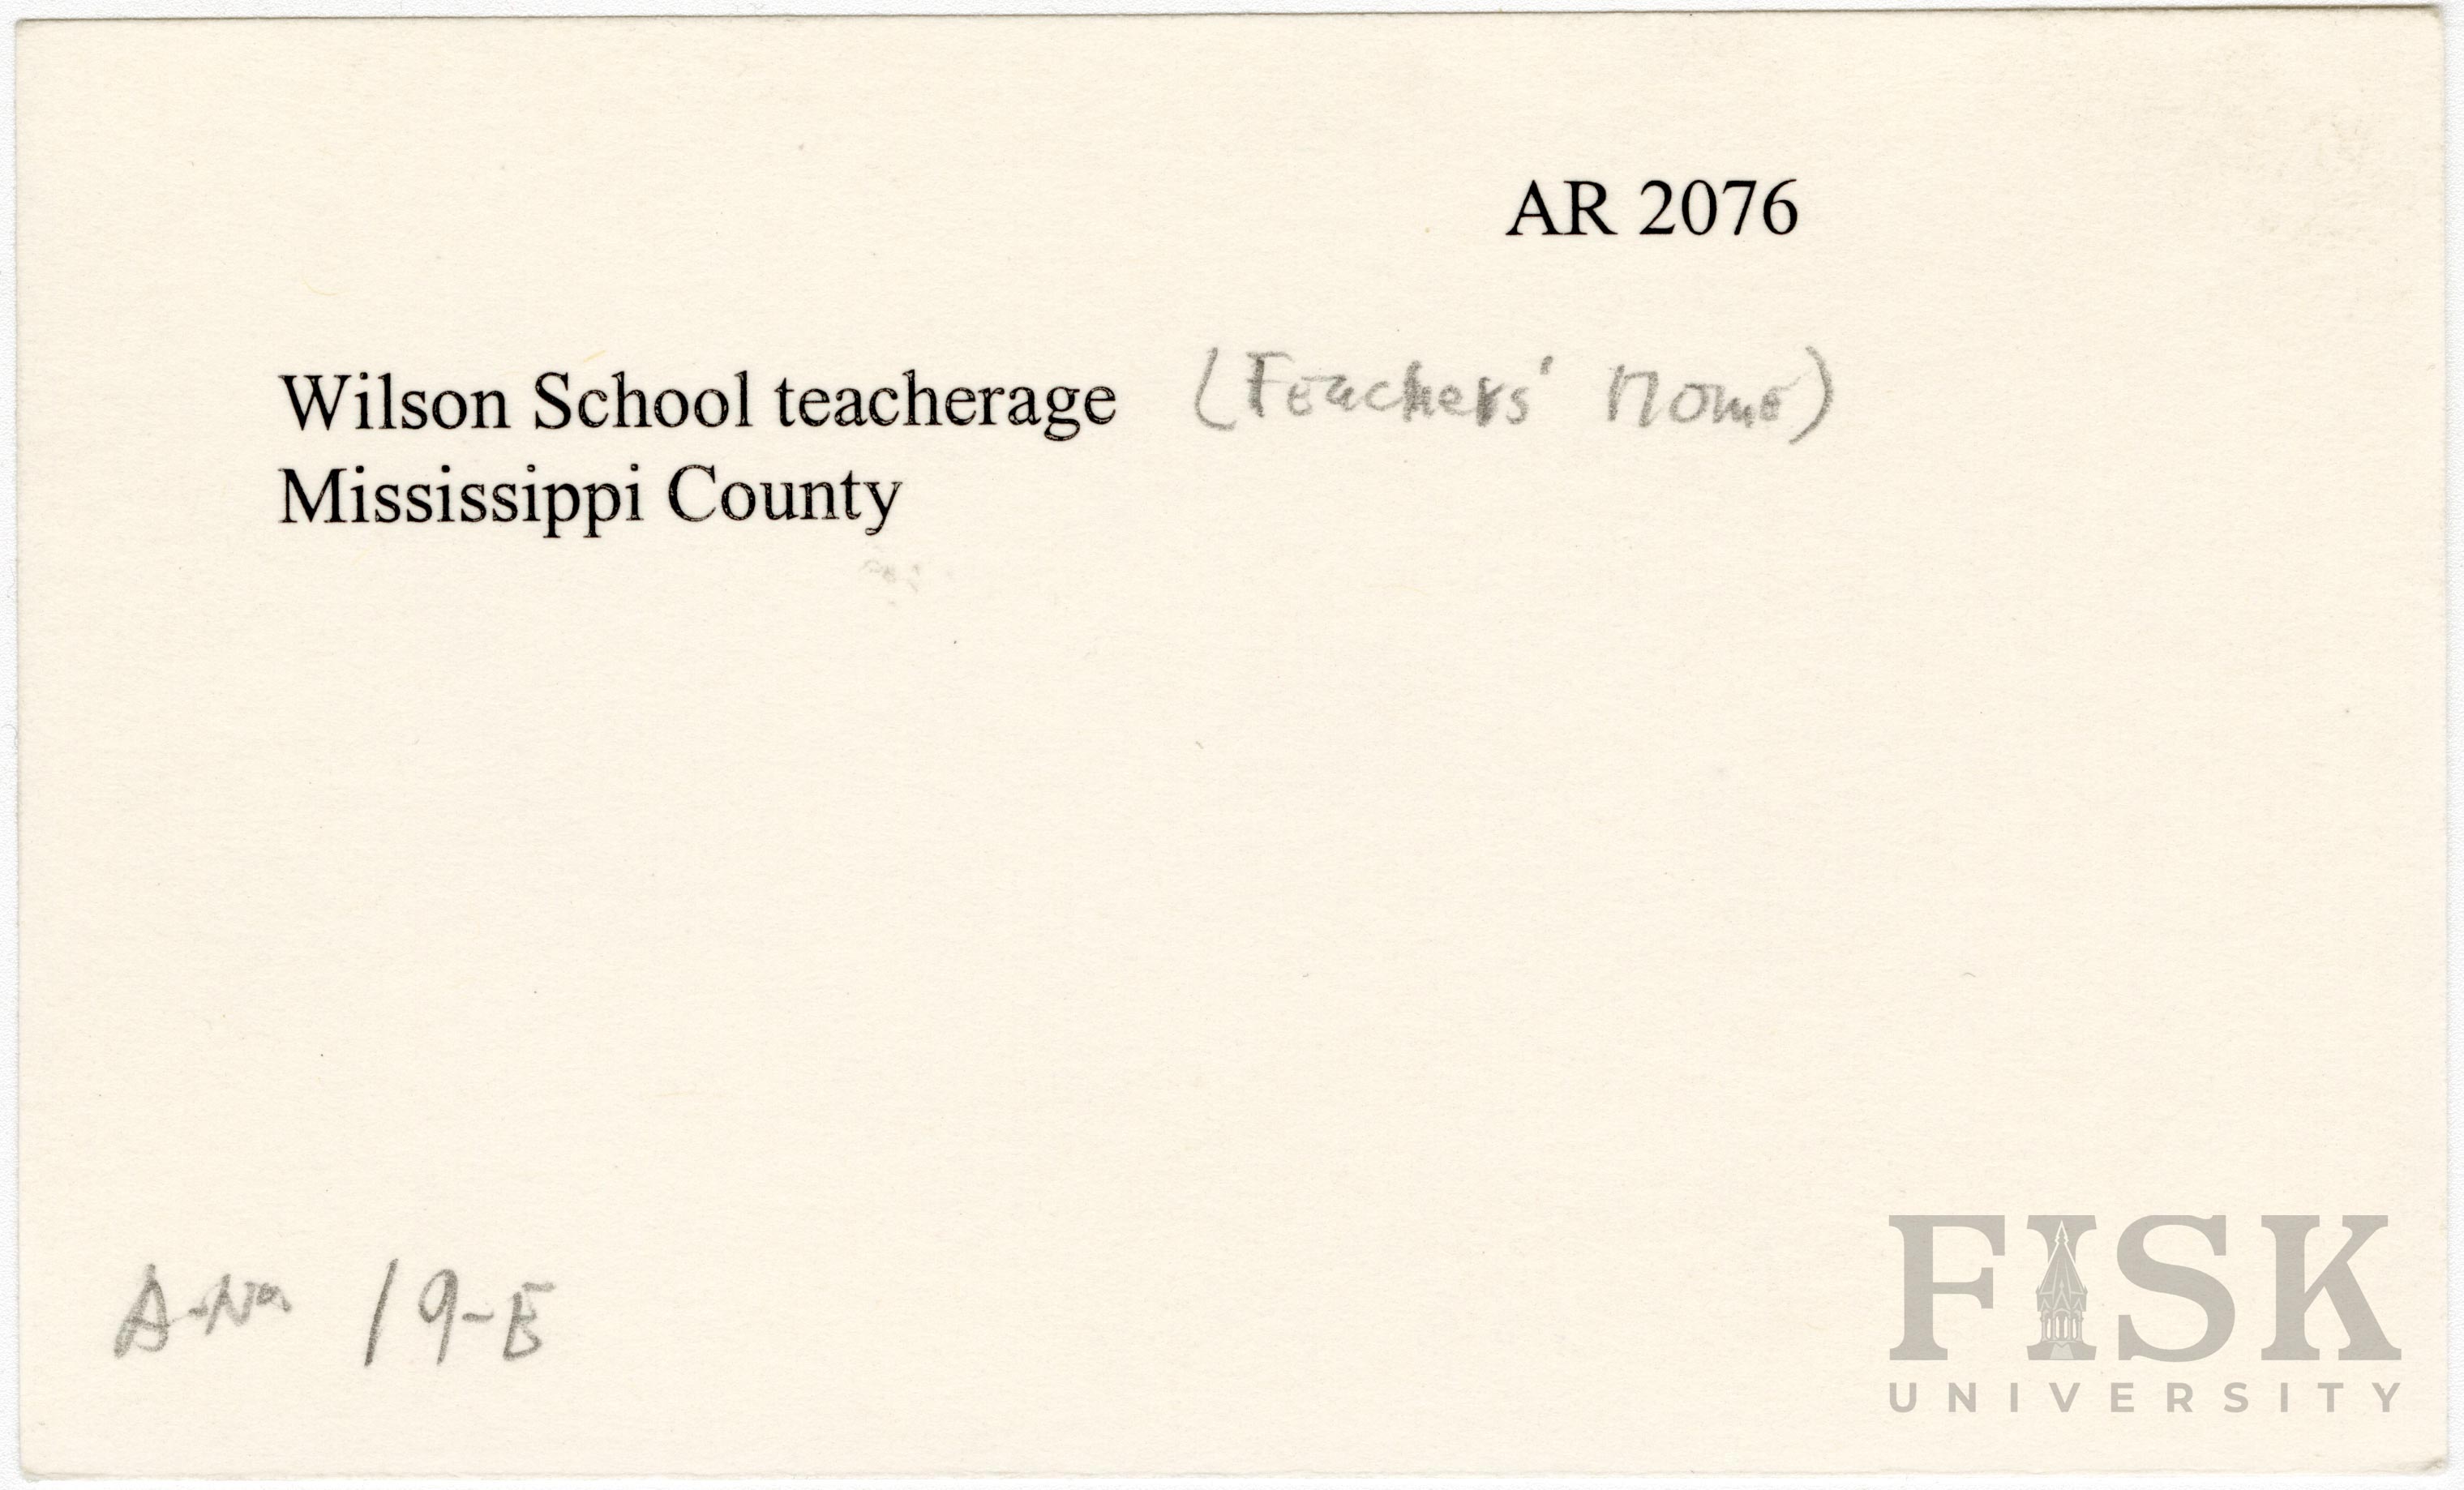 AR 2076
Wilson School teacherage (Teachers' Home)
Mississippi County
A-No 19-E
FISK
UNIVERSITY